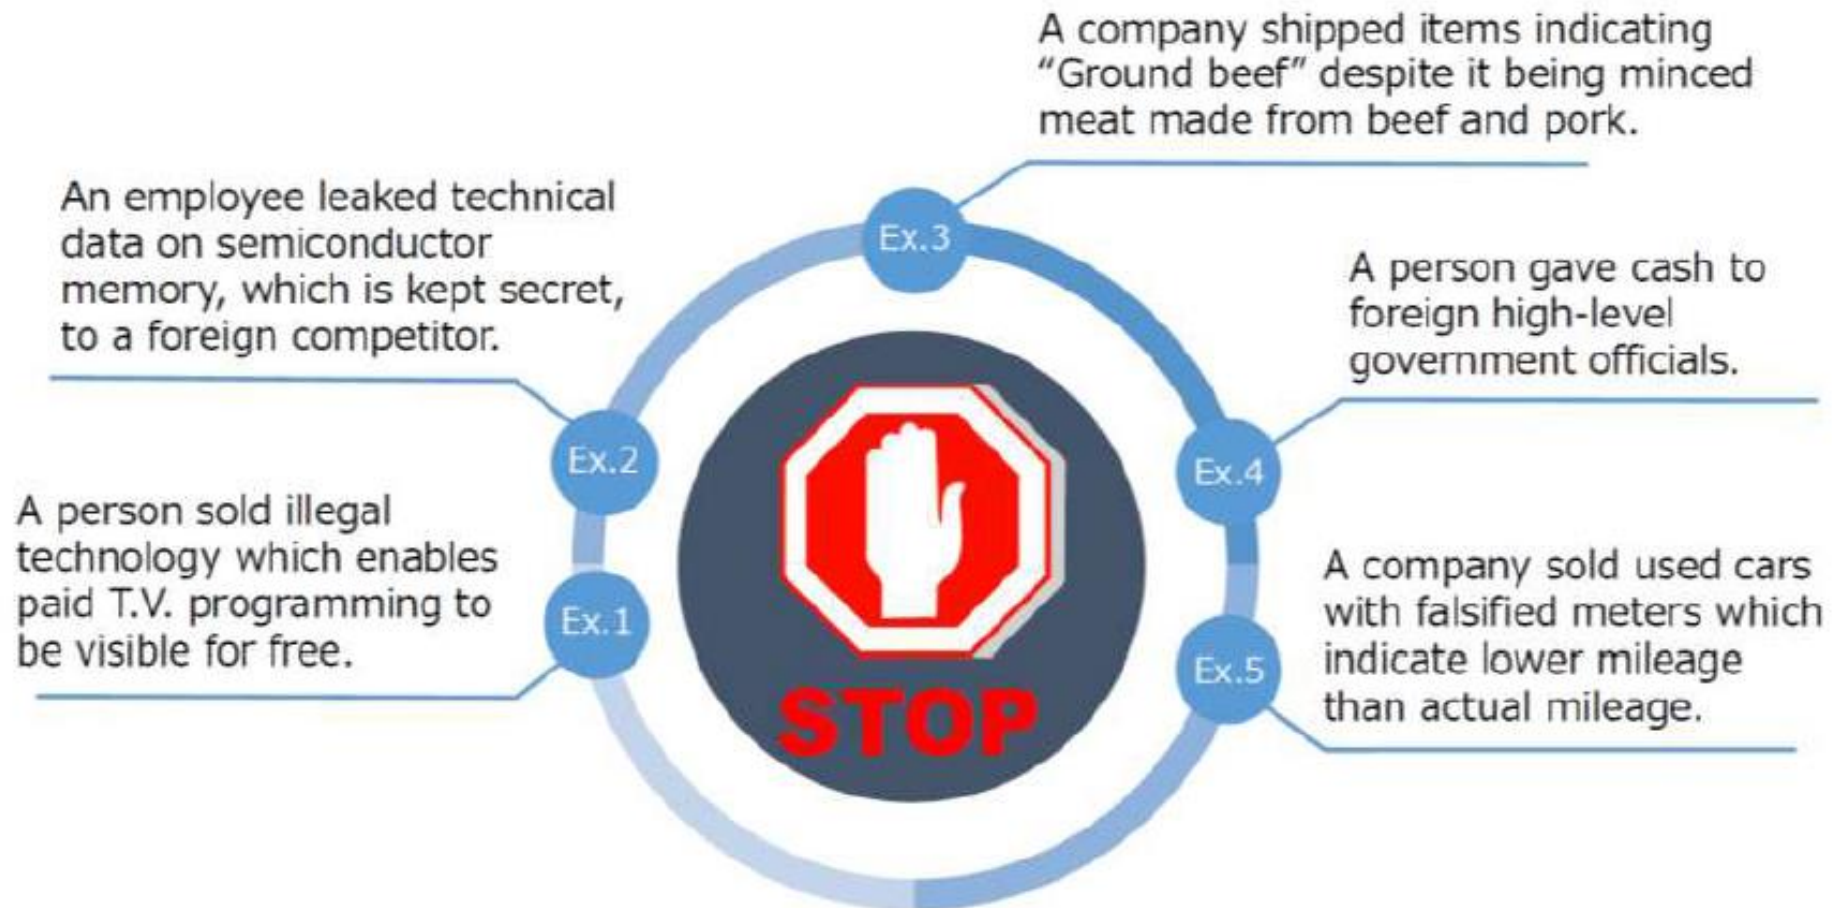 A company shipped items indicating
“Ground beef” despite it being minced
meat made from beef and pork.
An employee leaked technical
data on semiconductor
memory, which is kept secret,
to a foreign competitor.
Ex.3
A person gave cash to
foreign high-level
government officials.
Ex.2
Ex.4
A person sold illegal
technology which enables
paid T.V. programming to
be visible for free.
Ex.1
A company sold used cars
with falsified meters which
indicate lower mileage
than actual mileage.
Ex.5
STOP